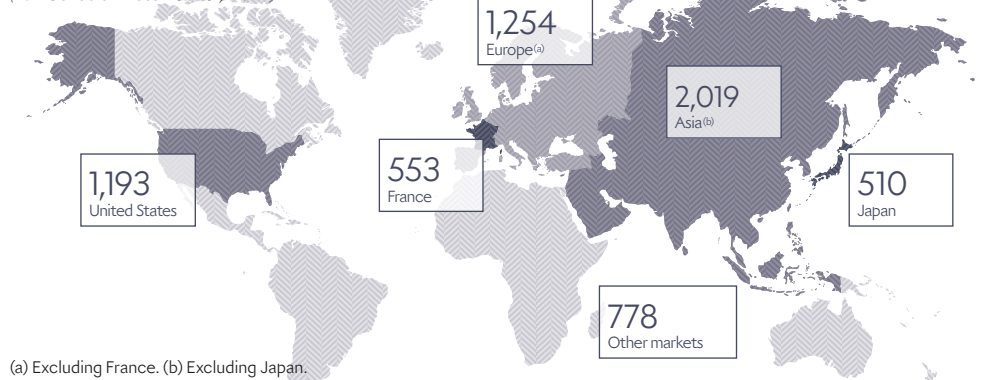 1,254
Europe(a)
2,019
Asia(b)
1,193
United States
553
France
510
Japan
778
Other markets
(a) Excluding France. (b) Excluding Japan.